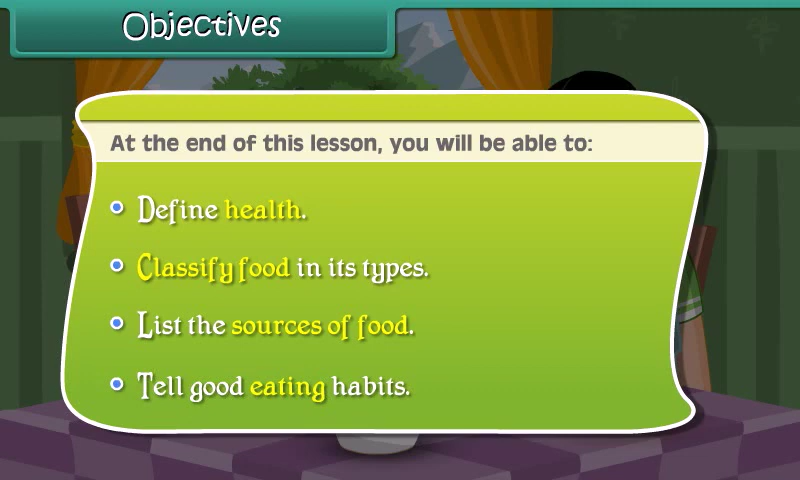 Objectives
At the end of this lesson, you will be able to:
Define health.
Classify food in its types.
List the sources of food.
Tell good eating habits.